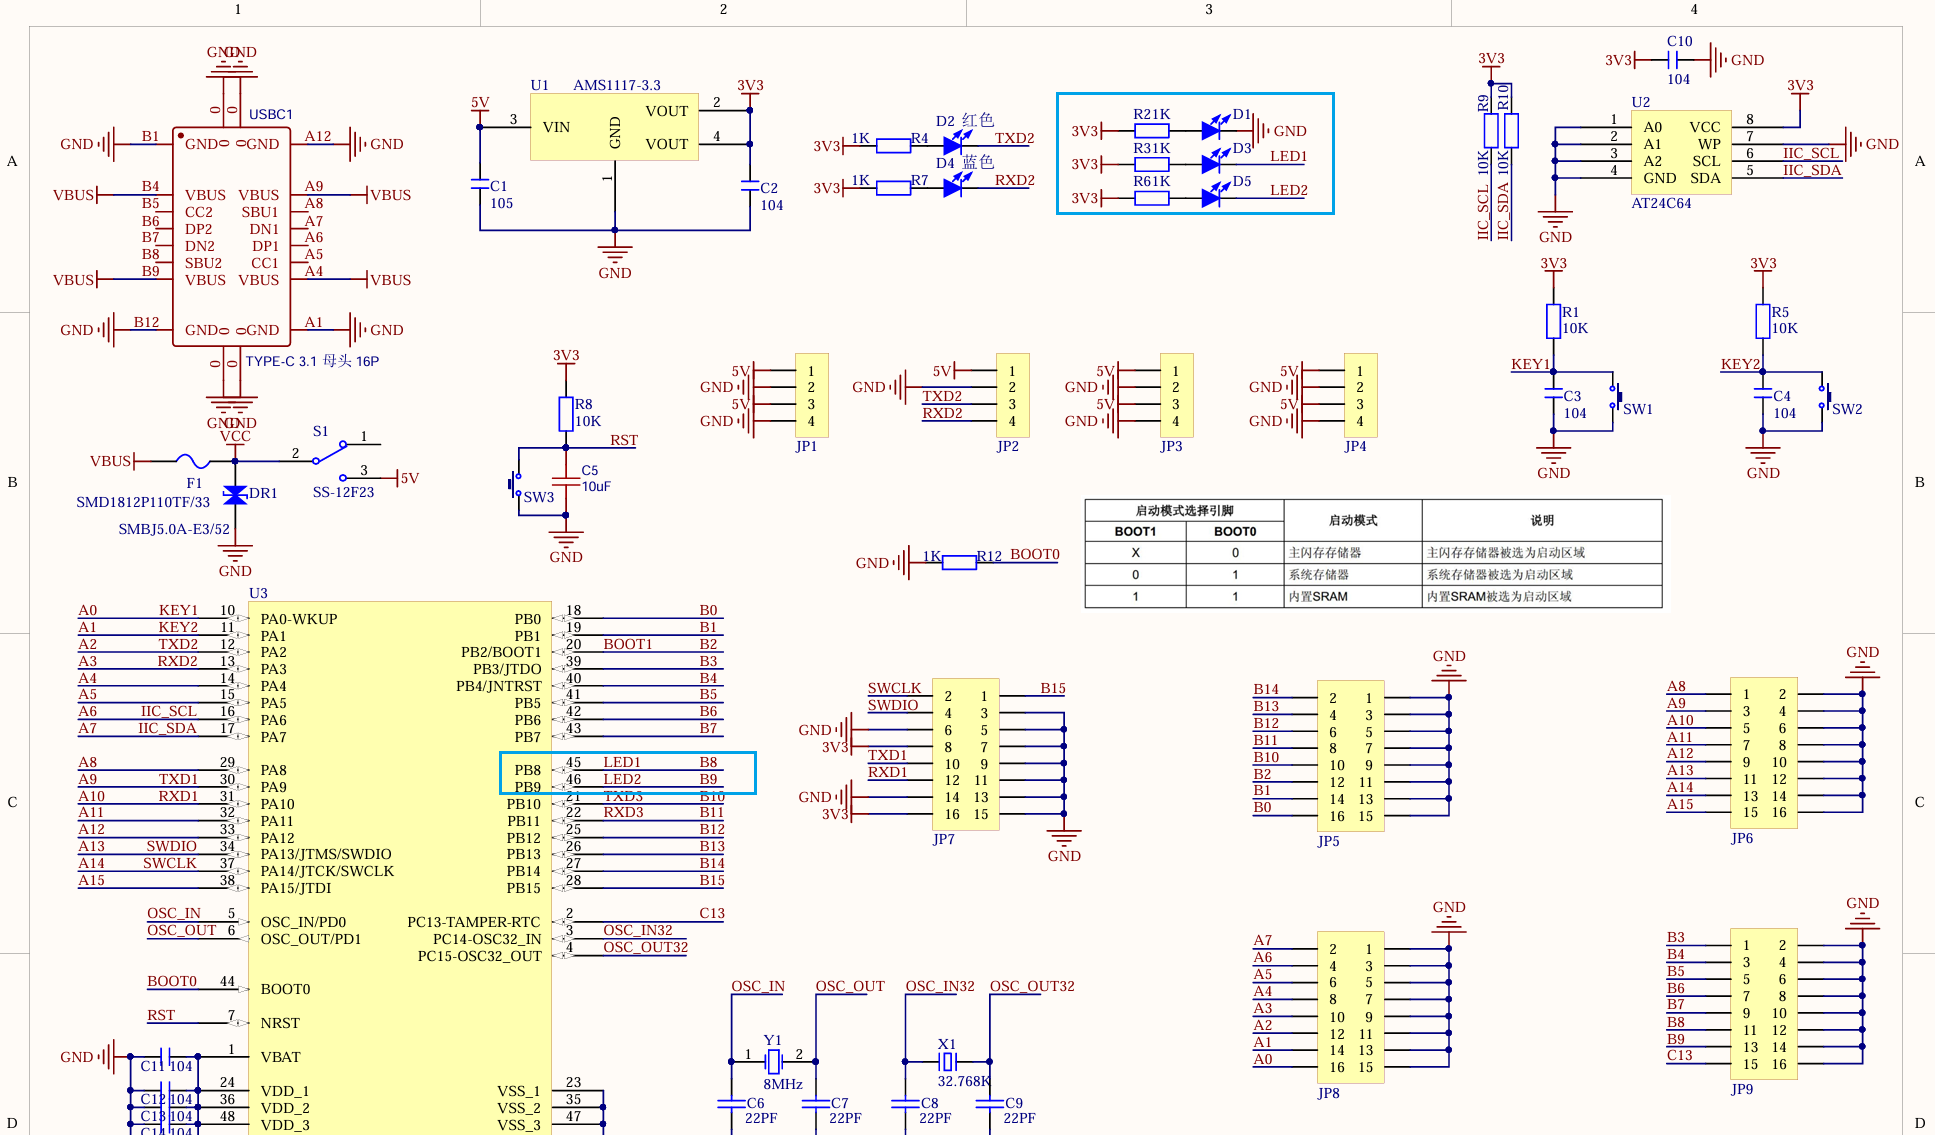 1 2 3 4
A
A
B
B
C
C
D
D
GND GND
0 0
USBC1
GND B1 A12 GND
GND 0 0 GND
VBUS B4 VBUS VBUS A9 VBUS
B5 CC2 SBU1 A8
B6 DP2 DN1 A7
B7 DN2 DP1 A6
B8 SBU2 CC1 A5
VBUS B9 VBUS VBUS A4 VBUS
GND B12 GND 0 0 GND A1 GND
0 0
TYPE-C 3.1 母头 16P
GND GND
VCC
VBUS
F1
SMD1812P110TF/33
DR1
SMBJ5.0A-E3/52
GND
S1
2 1
3 5V
SS-12F23
U1 AMS1117-3.3
5V 3V3
3 VIN GND VOUT 2
VOUT 4
1
C1
105
C2
104
GND
D2 红色
3V3 1K R4 TXD2
D4 蓝色
3V3 1K R7 RXD2
3V3 R21K D1 GND
3V3 R31K D3 LED1
3V3 R61K D5 LED2
3V3
R9 R10
10K 10K
IIC_SCL IIC_SDA
C10
3V3 GND
104
3V3
U2
1 A0 VCC 8
2 A1 WP 7 GND
3 A2 SCL 6 IIC_SCL
4 GND SDA 5 IIC_SDA
AT24C64
GND
3V3
R1
10K
KEY1
C3
104
SW1
GND
3V3
R5
10K
KEY2
C4
104
SW2
GND
3V3
R8
10K
RST
C5
10uF
SW3
GND
5V 1
GND 2
5V 3
GND 4
JP1
5V 1
GND 2
TXD2 3
RXD2 4
JP2
5V 1
GND 2
5V 3
GND 4
JP3
5V 1
GND 2
5V 3
GND 4
JP4
GND 1K R12 BOOT0
启动模式选择引脚 启动模式 说明
BOOT1 BOOT0
X 0 主闪存存储器 主闪存存储器被选为启动区域
0 1 系统存储器 系统存储器被选为启动区域
1 1 内置SRAM 内置SRAM被选为启动区域
U3
A0 KEY1 10 PA0-WKUP PB0 18 B0
A1 KEY2 11 PA1 PB1 19 B1
A2 TXD2 12 PA2 PB2/BOOT1 20 BOOT1 B2
A3 RXD2 13 PA3 PB3/JTDO 39 B3
A4 14 PA4 PB4/JNTRST 40 B4
A5 15 PA5 PB5 41 B5
A6 IIC_SCL 16 PA6 PB6 42 B6
A7 IIC_SDA 17 PA7 PB7 43 B7
A8 29 PA8 PB8 45 LED1 B8
A9 TXD1 30 PA9 PB9 46 LED2 B9
A10 RXD1 31 PA10 PB10 21 TXD3 B10
A11 32 PA11 PB11 22 RXD3 B11
A12 33 PA12 PB12 25 B12
A13 SWDIO 34 PA13/JTMS/SWDIO PB13 26 B13
A14 SWCLK 37 PA14/JTCK/SWCLK PB14 27 B14
A15 38 PA15/JTDI PB15 28 B15
OSC_IN 5 OSC_IN/PD0 PC13-TAMPER-RTC 2 C13
OSC_OUT 6 OSC_OUT/PD1 PC14-OSC32_IN 3 OSC_IN32
PC15-OSC32_OUT 4 OSC_OUT32
BOOT0 44 BOOT0
RST 7 NRST
GND C11 104 1 VBAT
24 VDD_1 VSS_1 23
C12 104 36 VDD_2 VSS_2 35
C13 104 48 VDD_3 VSS_3 47
C14 104
SWCLK 2 1 B15
SWDIO 4 3
GND 6 5
3V3 8 7
TXD1 10 9
RXD1 12 11
GND 14 13
3V3 16 15
JP7
GND
GND
B14 2 1
B13 4 3
B12 6 5
B11 8 7
B10 10 9
B2 12 11
B1 14 13
B0 16 15
JP5
GND
A8 1 2
A9 3 4
A10 5 6
A11 7 8
A12 9 10
A13 11 12
A14 13 14
A15 15 16
JP6
GND
A7 2 1
A6 4 3
A5 6 5
A4 8 7
A3 10 9
A2 12 11
A1 14 13
A0 16 15
JP8
GND
B3 1 2
B4 3 4
B5 5 6
B6 7 8
B7 9 10
B8 11 12
B9 13 14
C13 15 16
JP9
OSC_IN OSC_OUT
Y1
1 2
8MHz
C6
22PF
C7
22PF
OSC_IN32 OSC_OUT32
X1
32.768K
C8
22PF
C9
22PF